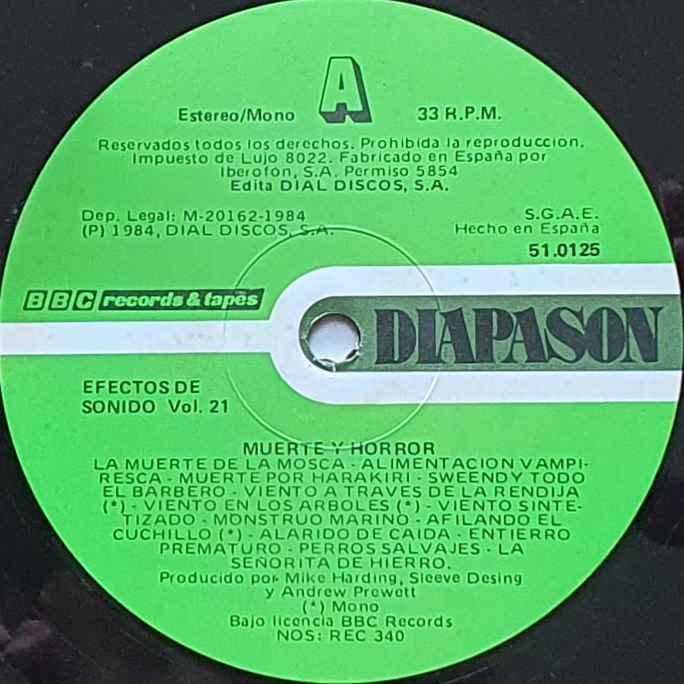 A
Estereo/Mono 33 R.P.M.
Reservados todos los derechos. Prohibida la reproduccion.
Impuesto de Lujo 8022. Fabricado en España por
Iberofón, S.A. Permiso 5854
Edita DIAL DISCOS, S.A.
Dep. Legal: M-20162-1984
(P) 1984, DIAL DISCOS, S.A.
S.G.A.E.
Hecho en España
51.0125
BBC records & tapes
DIAPASON
EFECTOS DE
SONIDO Vol. 21
MUERTE Y HORROR
LA MUERTE DE LA MOSCA - ALIMENTACION VAMPI-
RESCA - MUERTE POR HARAKIRI - SWEENDY TODO
EL BARBERO - VIENTO A TRAVES DE LA RENDIJA
(*) - VIENTO EN LOS ARBOLES (*) - VIENTO SINTE-
TIZADO - MONSTRUO MARINO - AFILANDO EL
CUCHILLO (*) - ALARIDO DE CAIDA - ENTIERRO
PREMATURO - PERROS SALVAJES - LA
SEÑORITA DE HIERRO.
Producido por Mike Harding, Sleeve Desing
y Andrew Prewett
(*) Mono
Bajo licencia BBC Records
NOS: REC 340